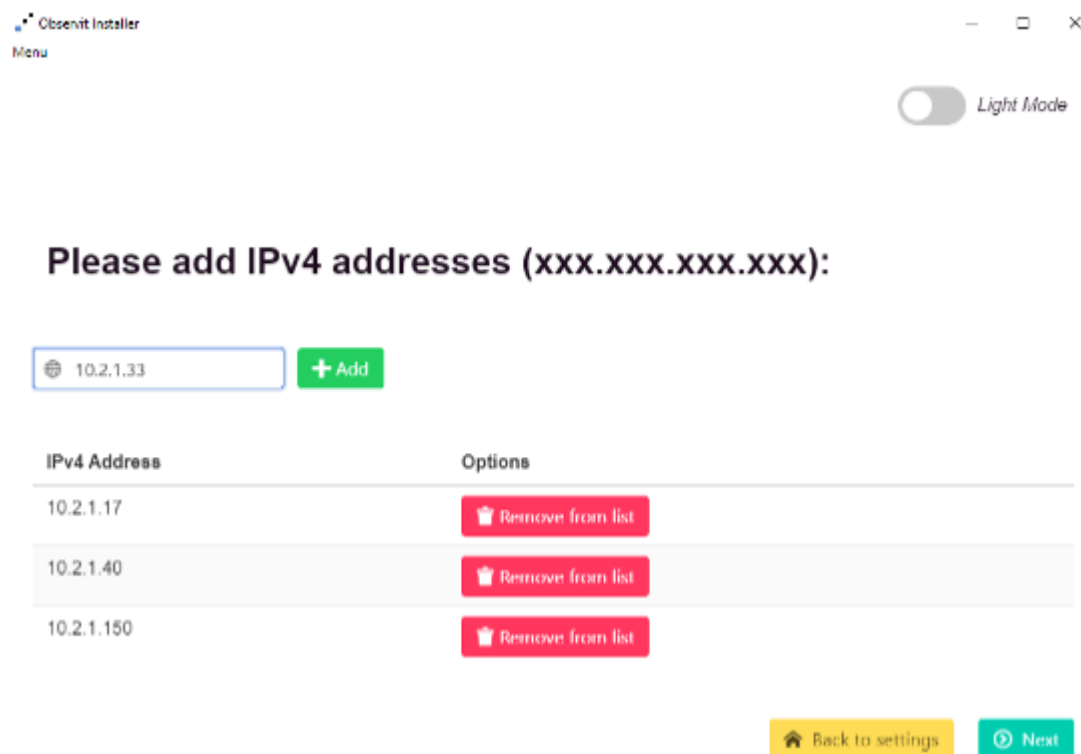 Observit Installer
Menu
Light Mode
Please add IPv4 addresses (xxx.xxx.xxx.xxx):
10.2.1.33 Add
IPv4 Address Options
10.2.1.17 Remove from list
10.2.1.40 Remove from list
10.2.1.150 Remove from list
Back to settings Next